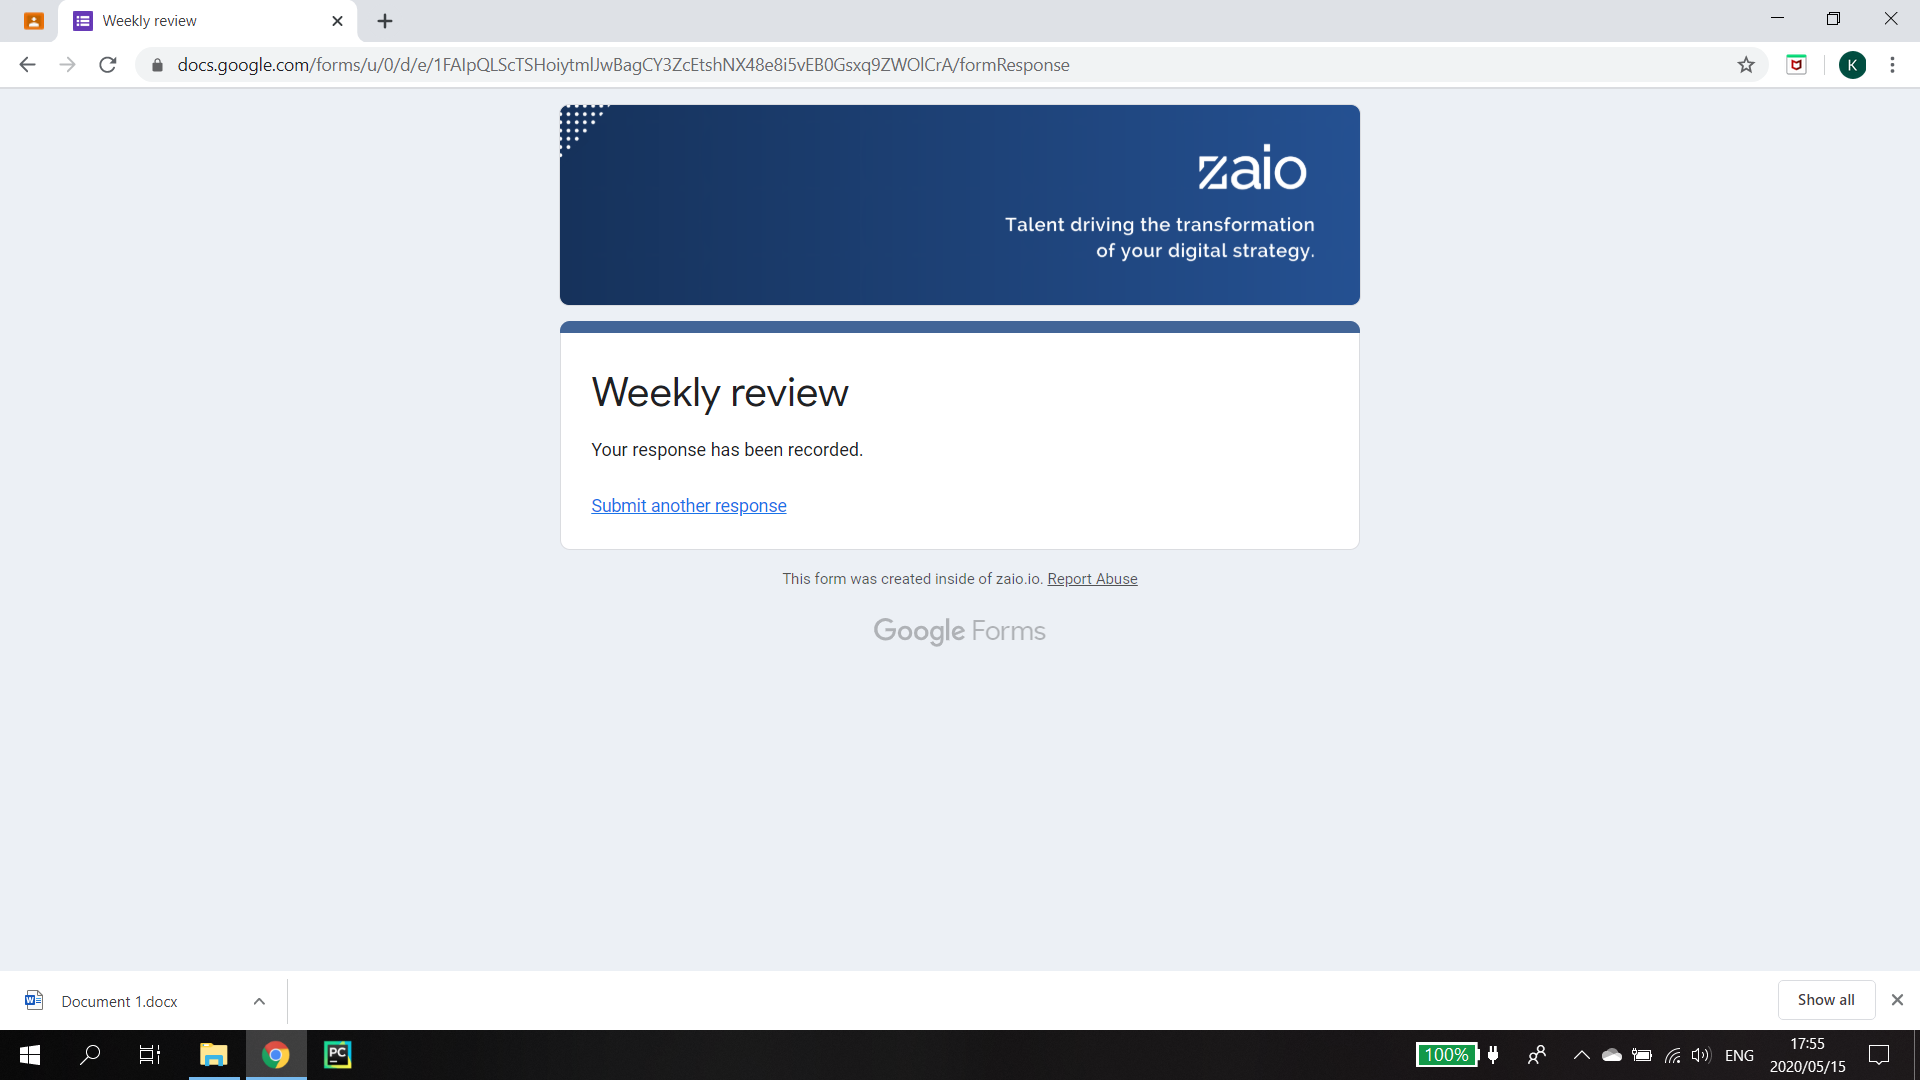 Weekly review
docs.google.com/forms/u/0/d/e/1FAIpQLScTSHoiytmlJwBagCY3ZcEtshNX48e8i5vEB0Gsxq9ZWOlCrA/formResponse
K
zaio
Talent driving the transformation
of your digital strategy.
Weekly review
Your response has been recorded.
Submit another response
This form was created inside of zaio.io. Report Abuse
Google Forms
Document 1.docx
Show all
PC
100%
ENG
17:55
2020/05/15